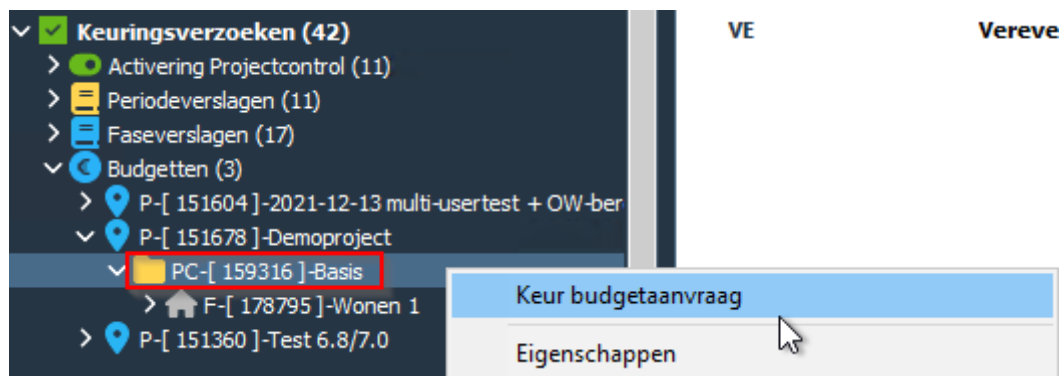 Keuringsverzoeken (42)
Activering Projectcontrol (11)
Periodeverslagen (11)
Faseverslagen (17)
Budgetten (3)
P-[ 151604 ]-2021-12-13 multi-usertest + OW-ber
P-[ 151678 ]-Demoproject
PC-[ 159316 ]-Basis
F-[ 178795 ]-Wonen 1
P-[ 151360 ]-Test 6.8/7.0
VE Vereve
Keur budgetaanvraag
Eigenschappen